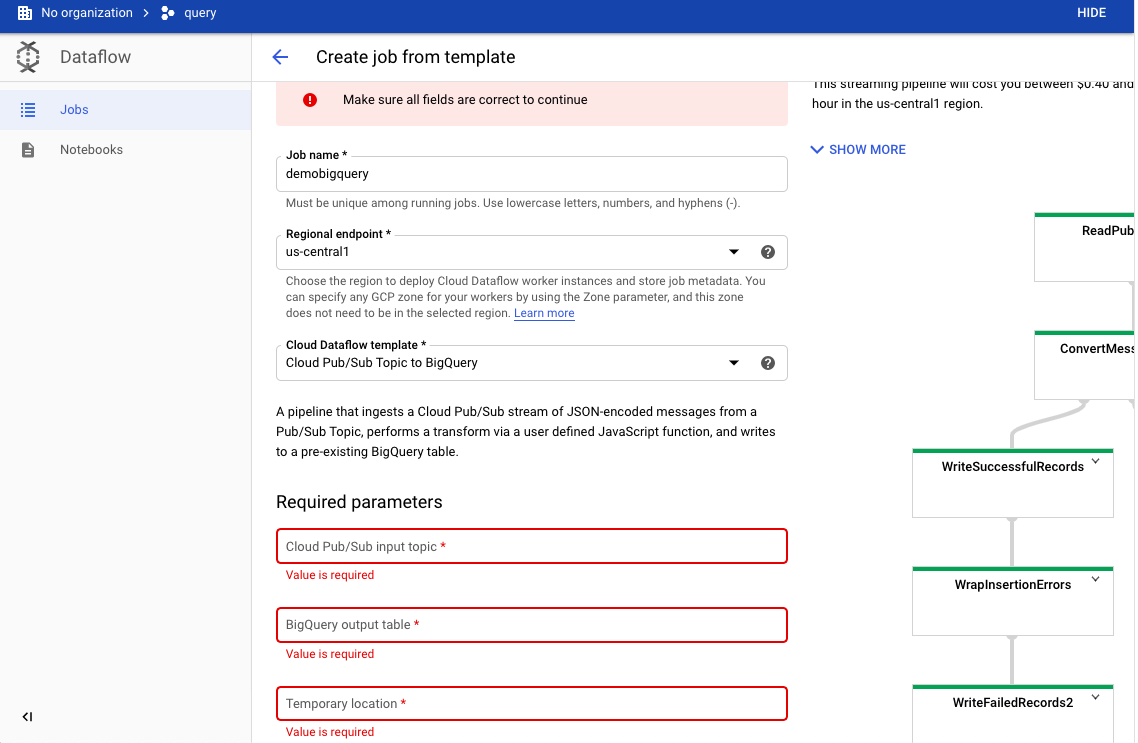 No organization > query HIDE
Dataflow
Create job from template
Jobs
Notebooks
Make sure all fields are correct to continue
Job name *
demobigquery
Must be unique among running jobs. Use lowercase letters, numbers, and hyphens (-).
Regional endpoint *
us-central1
Choose the region to deploy Cloud Dataflow worker instances and store job metadata. You
can specify any GCP zone for your workers by using the Zone parameter, and this zone
does not need to be in the selected region. Learn more
Cloud Dataflow template *
Cloud Pub/Sub Topic to BigQuery
A pipeline that ingests a Cloud Pub/Sub stream of JSON-encoded messages from a
Pub/Sub Topic, performs a transform via a user defined JavaScript function, and writes
to a pre-existing BigQuery table.
Required parameters
Cloud Pub/Sub input topic *
Value is required
BigQuery output table *
Value is required
Temporary location *
Value is required
This streaming pipeline will cost you between $0.40 and
hour in the us-central1 region.
SHOW MORE
ReadPub
ConvertMess
WriteSuccessfulRecords
WrapInsertionErrors
WriteFailedRecords2